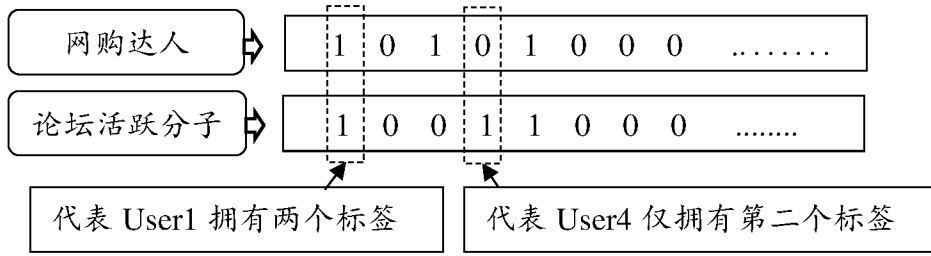 网购达人 1 0 1 0 1 0 0 0 ........
论坛活跃分子 1 0 0 1 1 0 0 0 ........
代表 User1 拥有两个标签
代表 User4 仅拥有第二个标签